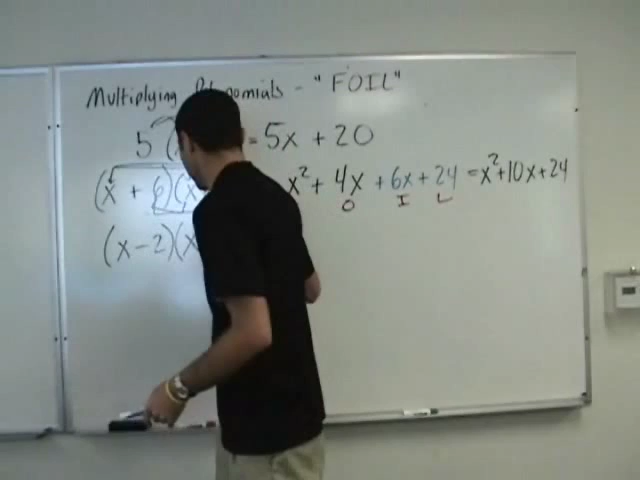 Multiplying Polynomials - "FOIL"
5 ( = 5x + 20
(x + 6)(x x² + 4x + 6x + 24 = x² + 10x + 24
O I L
(x - 2)(x